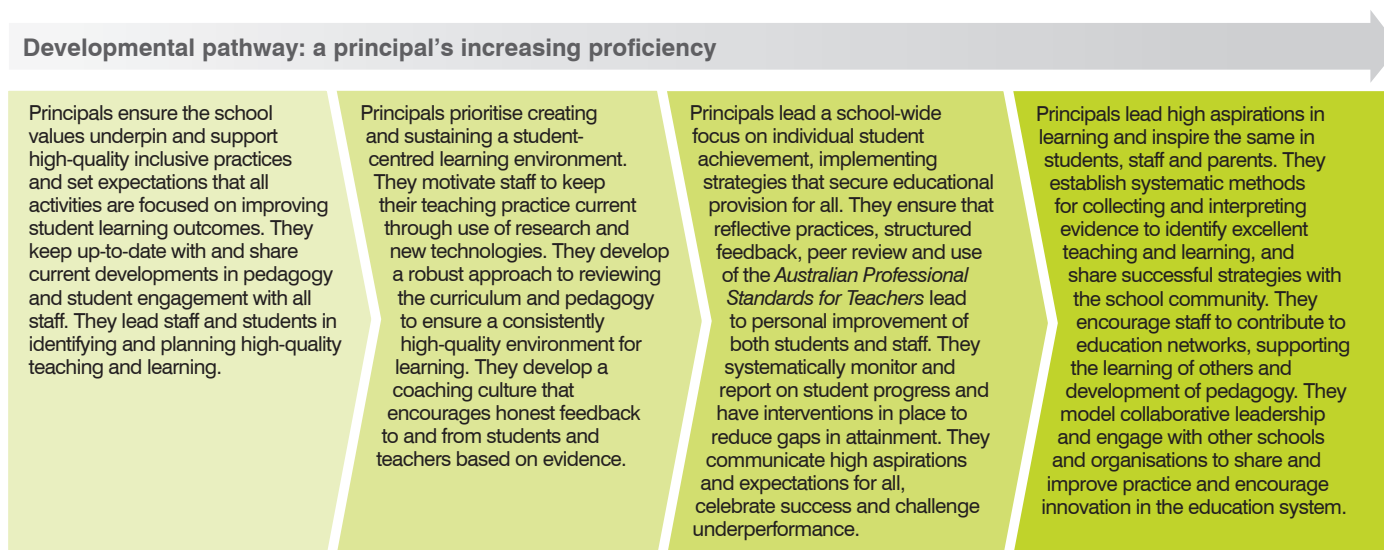 Developmental pathway: a principal's increasing proficiency
Principals ensure the school
values underpin and support
high-quality inclusive practices
and set expectations that all
activities are focused on improving
student learning outcomes. They
keep up-to-date with and share
current developments in pedagogy
and student engagement with all
staff. They lead staff and students in
identifying and planning high-quality
teaching and learning.
Principals prioritise creating
and sustaining a student-
centred learning environment.
They motivate staff to keep
their teaching practice current
through use of research and
new technologies. They develop
a robust approach to reviewing
the curriculum and pedagogy
to ensure a consistently
high-quality environment for
learning. They develop a
coaching culture that
encourages honest feedback
to and from students and
teachers based on evidence.
Principals lead a school-wide
focus on individual student
achievement, implementing
strategies that secure educational
provision for all. They ensure that
reflective practices, structured
feedback, peer review and use
of the Australian Professional
Standards for Teachers lead
to personal improvement of
both students and staff. They
systematically monitor and
report on student progress and
have interventions in place to
reduce gaps in attainment. They
communicate high aspirations
and expectations for all,
celebrate success and challenge
underperformance.
Principals lead high aspirations in
learning and inspire the same in
students, staff and parents. They
establish systematic methods
for collecting and interpreting
evidence to identify excellent
teaching and learning, and
share successful strategies with
the school community. They
encourage staff to contribute to
education networks, supporting
the learning of others and
development of pedagogy. They
model collaborative leadership
and engage with other schools
and organisations to share and
improve practice and encourage
innovation in the education system.